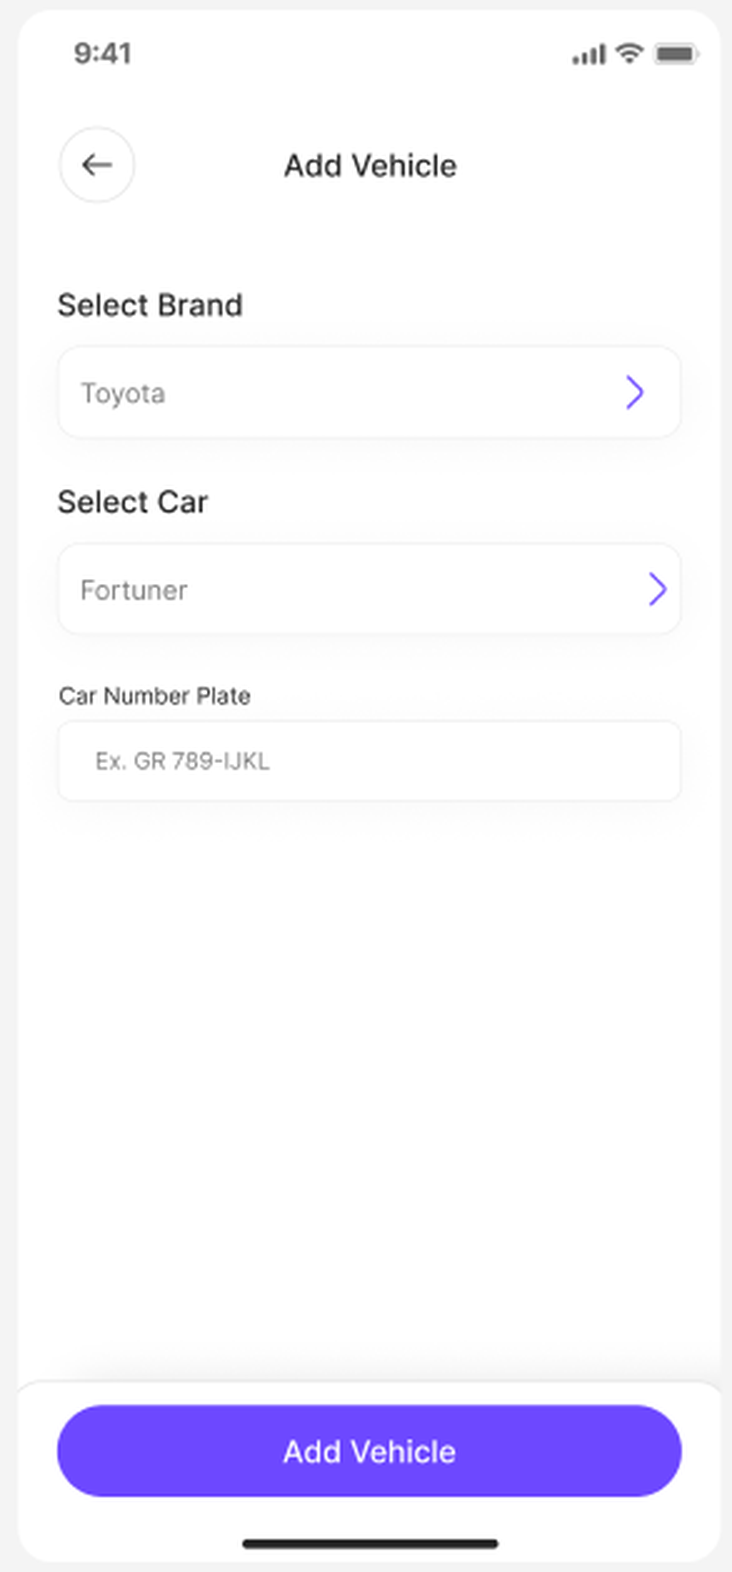 9:41
Add Vehicle
Select Brand
Toyota
Select Car
Fortuner
Car Number Plate
Ex. GR 789-IJKL
Add Vehicle